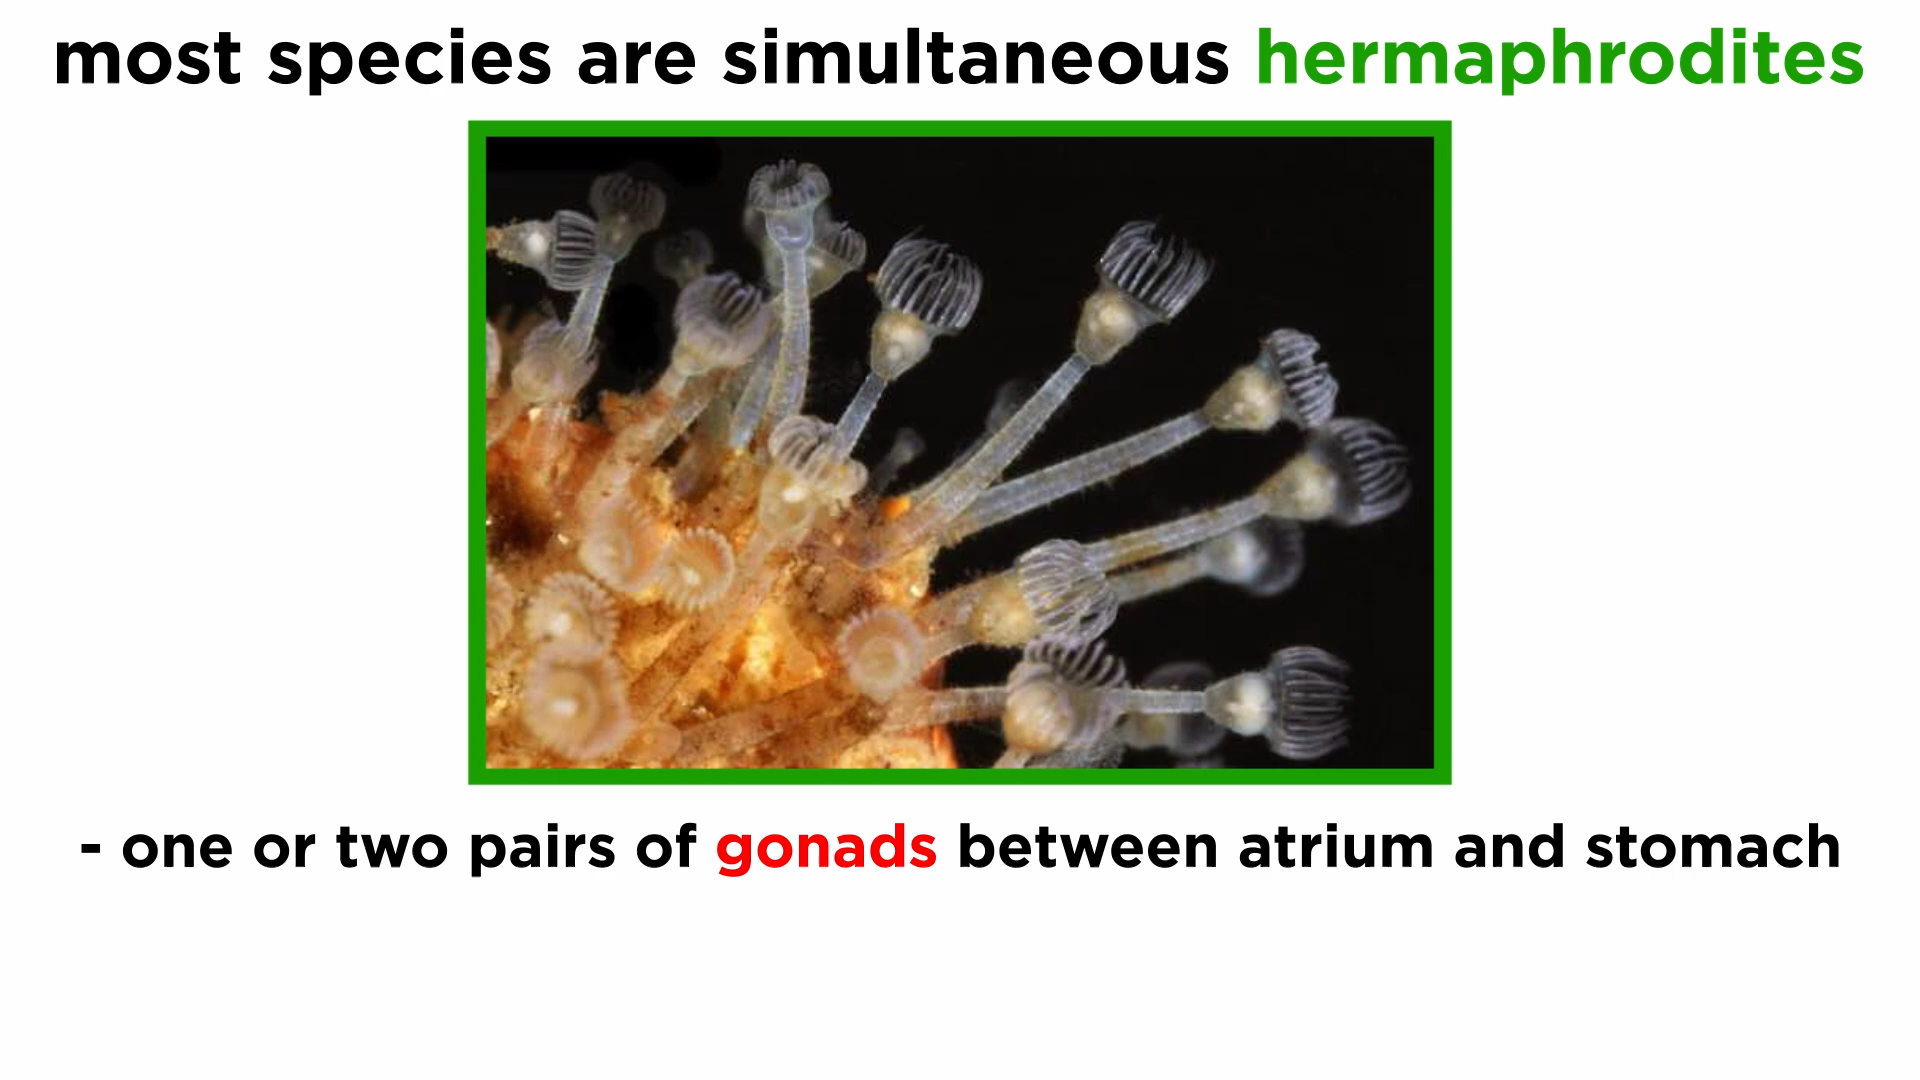 most species are simultaneous hermaphrodites
- one or two pairs of gonads between atrium and stomach